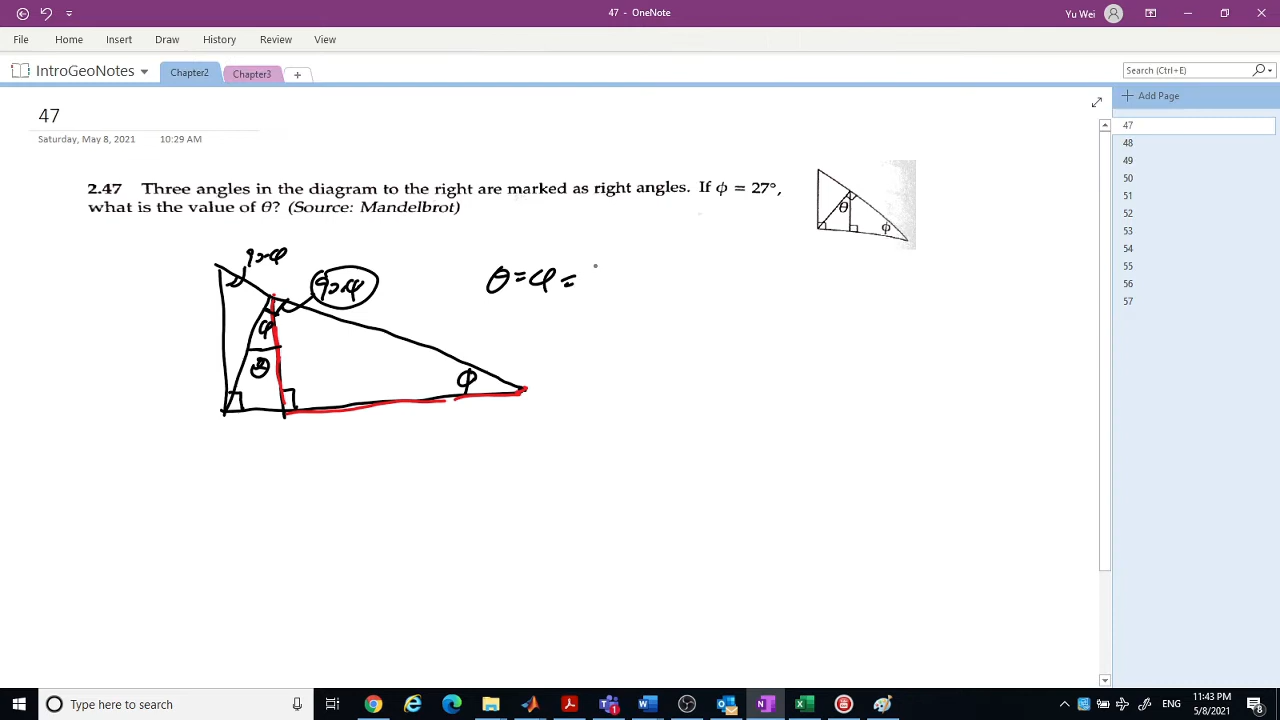 47 - OneNote
Yu Wei
File Home Insert Draw History Review View
IntroGeoNotes Chapter2 Chapter3 +
Search (Ctrl+E)
47
Saturday, May 8, 2021 10:29 AM
Add Page
47
48
49
50
51
52
53
54
55
56
57
2.47 Three angles in the diagram to the right are marked as right angles. If ϕ = 27°,
what is the value of θ? (Source: Mandelbrot)
θ
ϕ
90-φ
90-φ
θ=φ=
φ
θ
φ
Type here to search
ENG
11:43 PM
5/8/2021